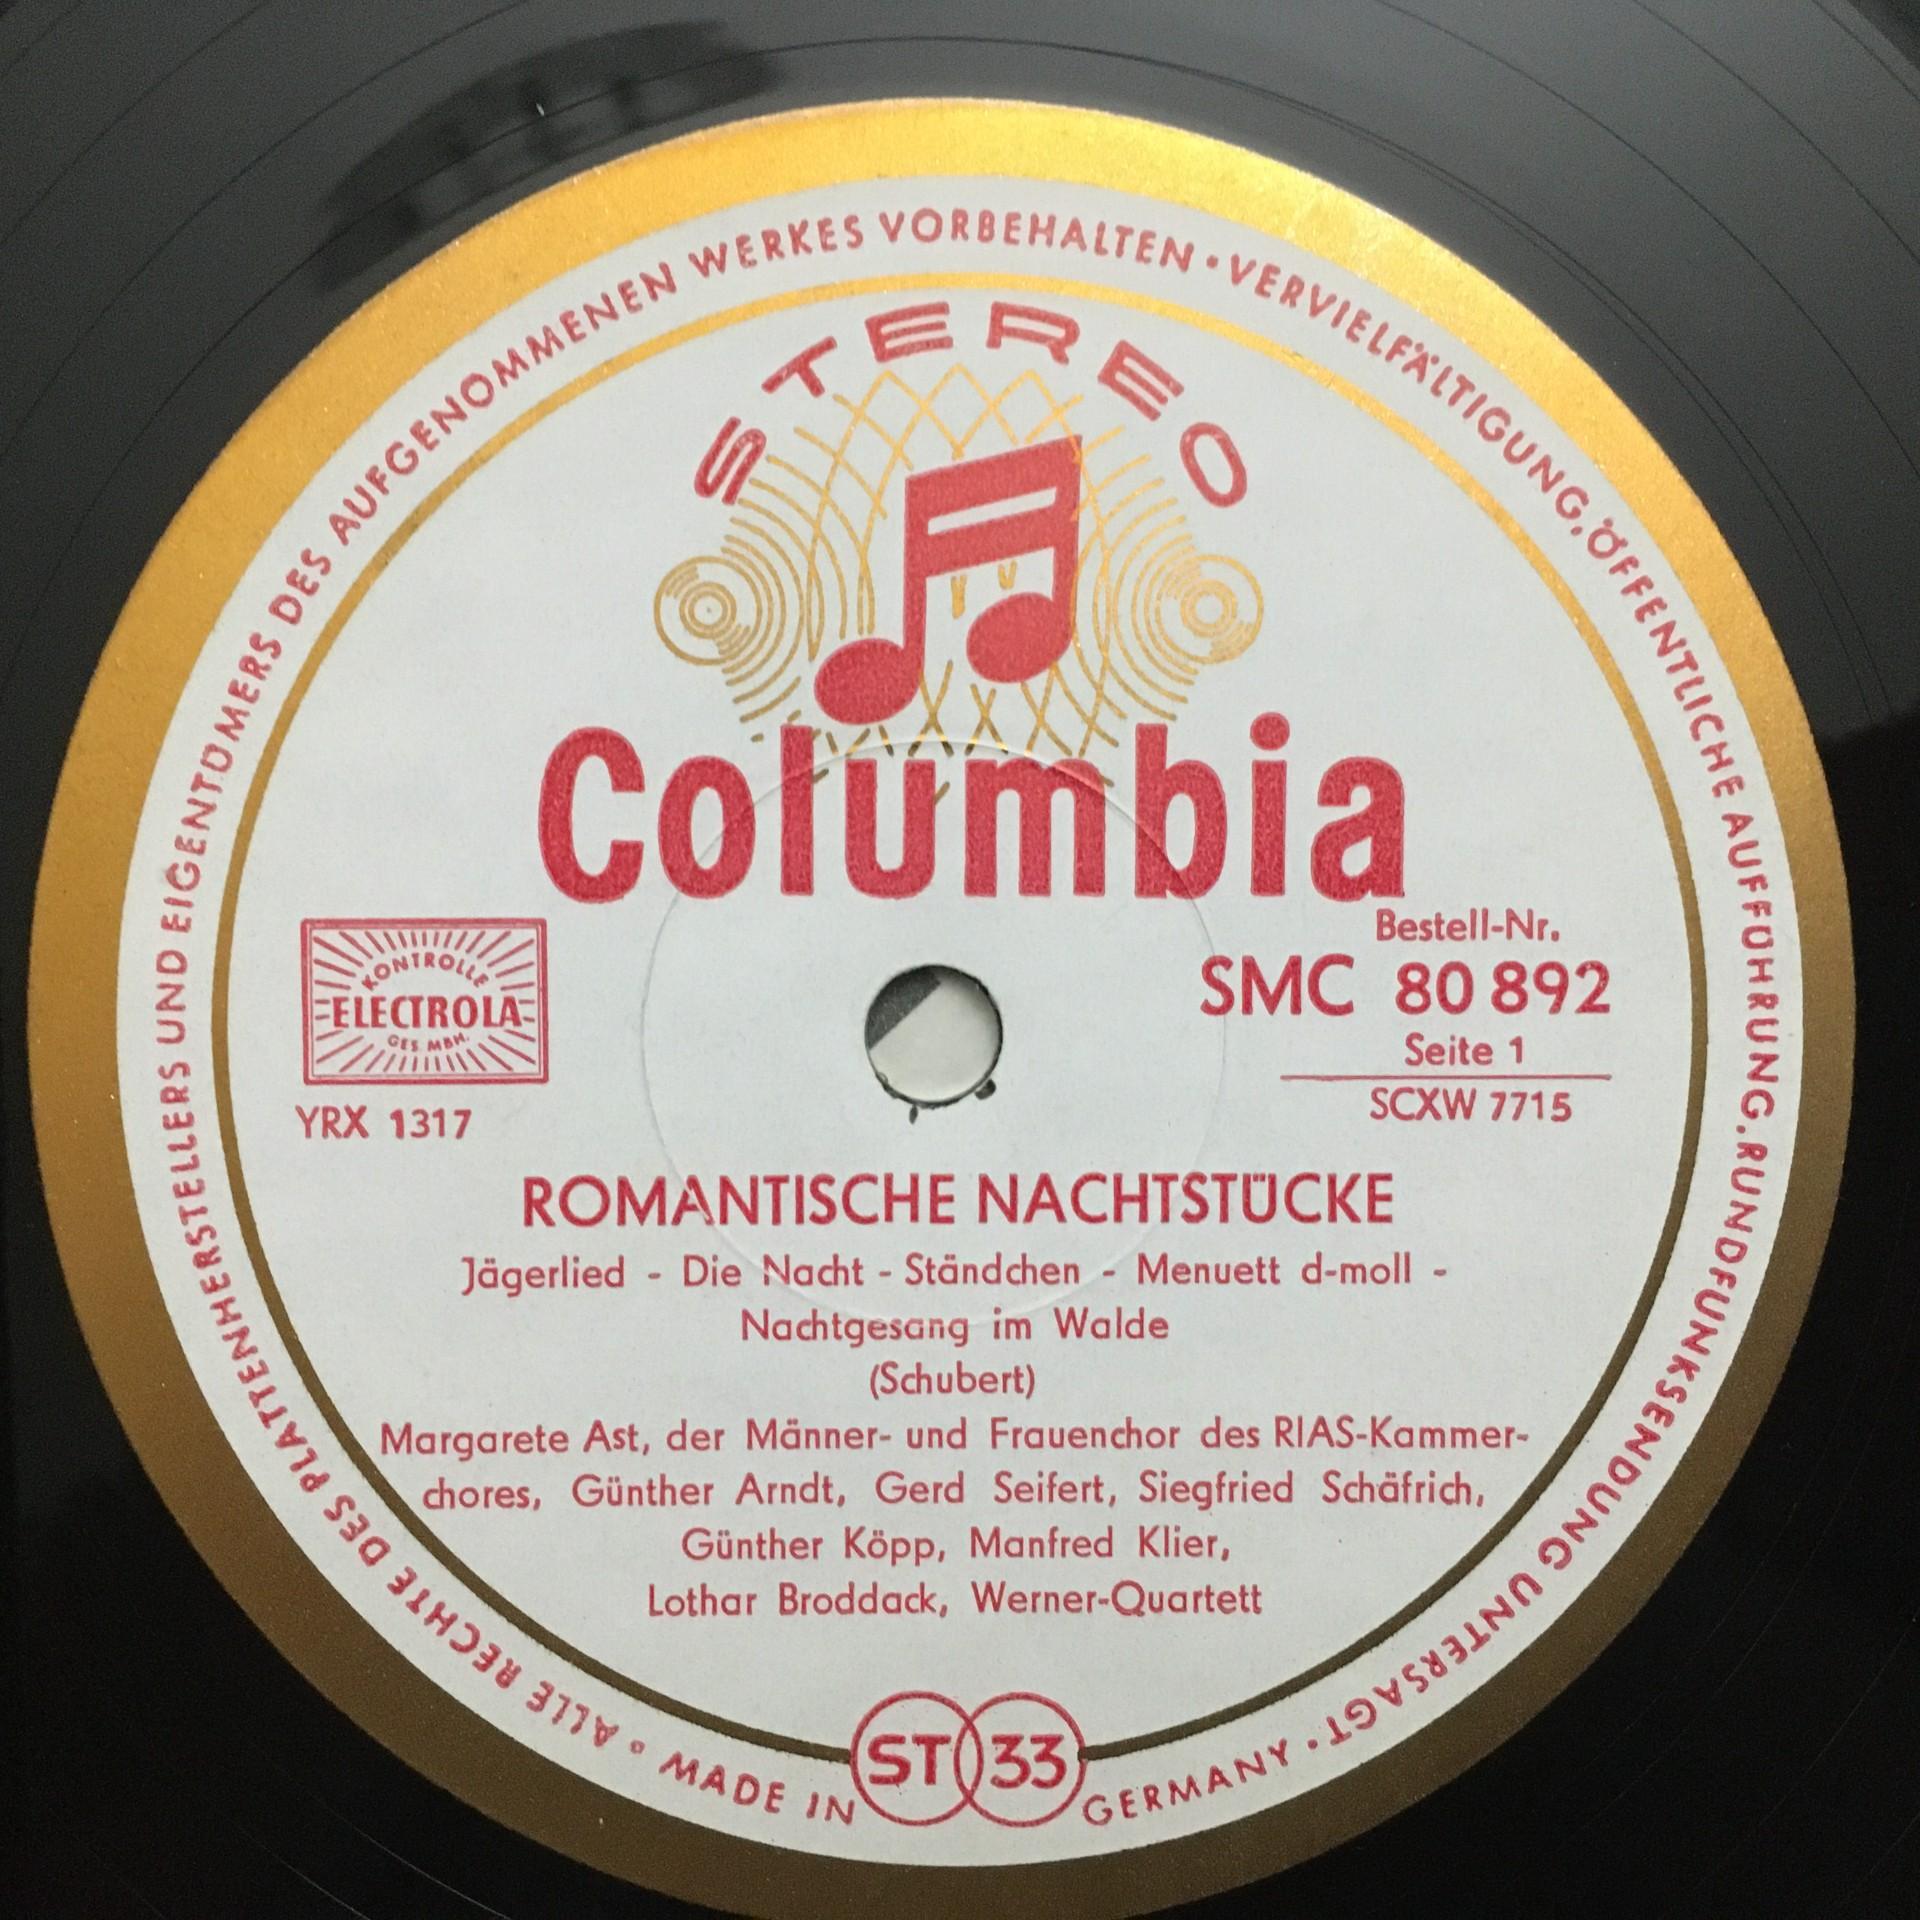 ALLE RECHTE DES PLATTENHERSTELLERS UND EIGENTÜMERS DES AUFGENOMMENEN WERKES VORBEHALTEN · VERVIELFÄLTIGUNG, ÖFFENTLICHE AUFFÜHRUNG, RUNDFUNKSENDUNG UNTERSAGT ·
STEREO
Columbia
KONTROLLE
ELECTROLA
GES. MBH.
YRX 1317
Bestell-Nr.
SMC 80 892
Seite 1
SCXW 7715
ROMANTISCHE NACHTSTÜCKE
Jägerlied - Die Nacht - Ständchen - Menuett d-moll -
Nachtgesang im Walde
(Schubert)
Margarete Ast, der Männer- und Frauenchor des RIAS-Kammer-
chores, Günther Arndt, Gerd Seifert, Siegfried Schäfrich,
Günther Köpp, Manfred Klier,
Lothar Broddack, Werner-Quartett
ST 33
MADE IN GERMANY